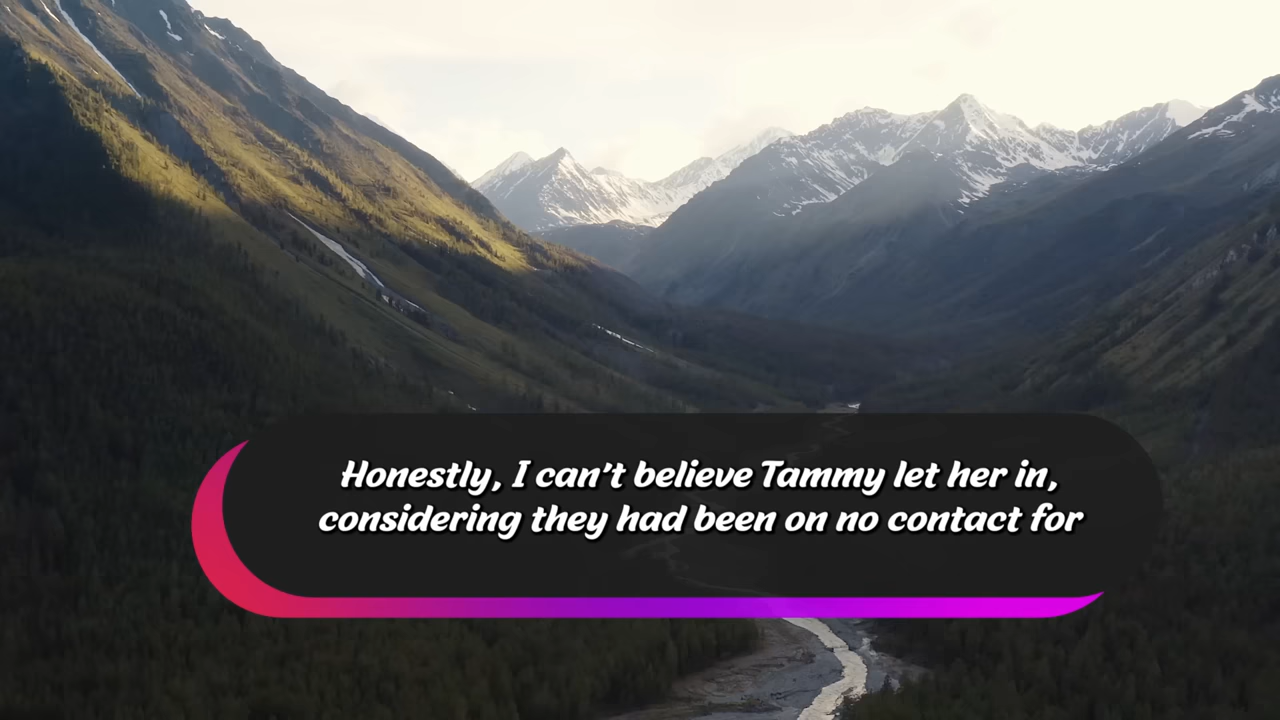 Honestly, I can't believe Tammy let her in,
considering they had been on no contact for